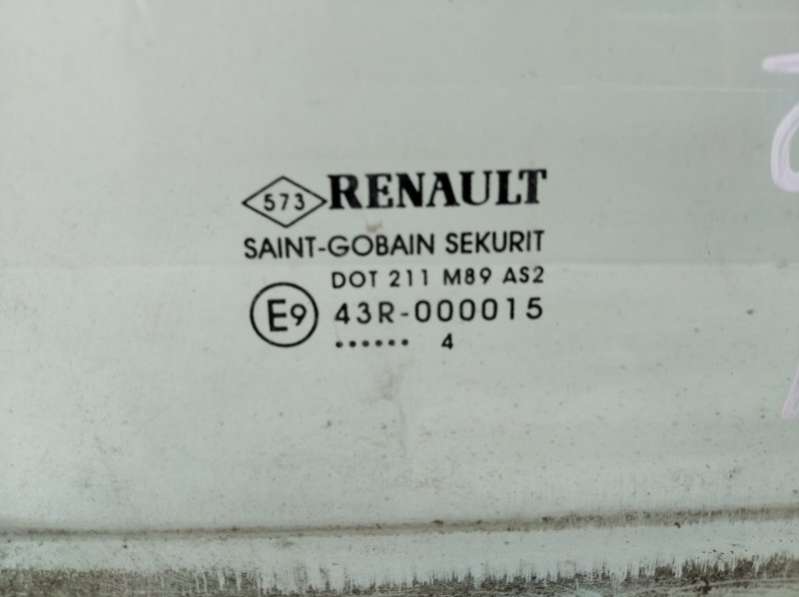 573 RENAULT
SAINT-GOBAIN SEKURIT
DOT 211 M89 AS2
E9 43R-000015
...... 4